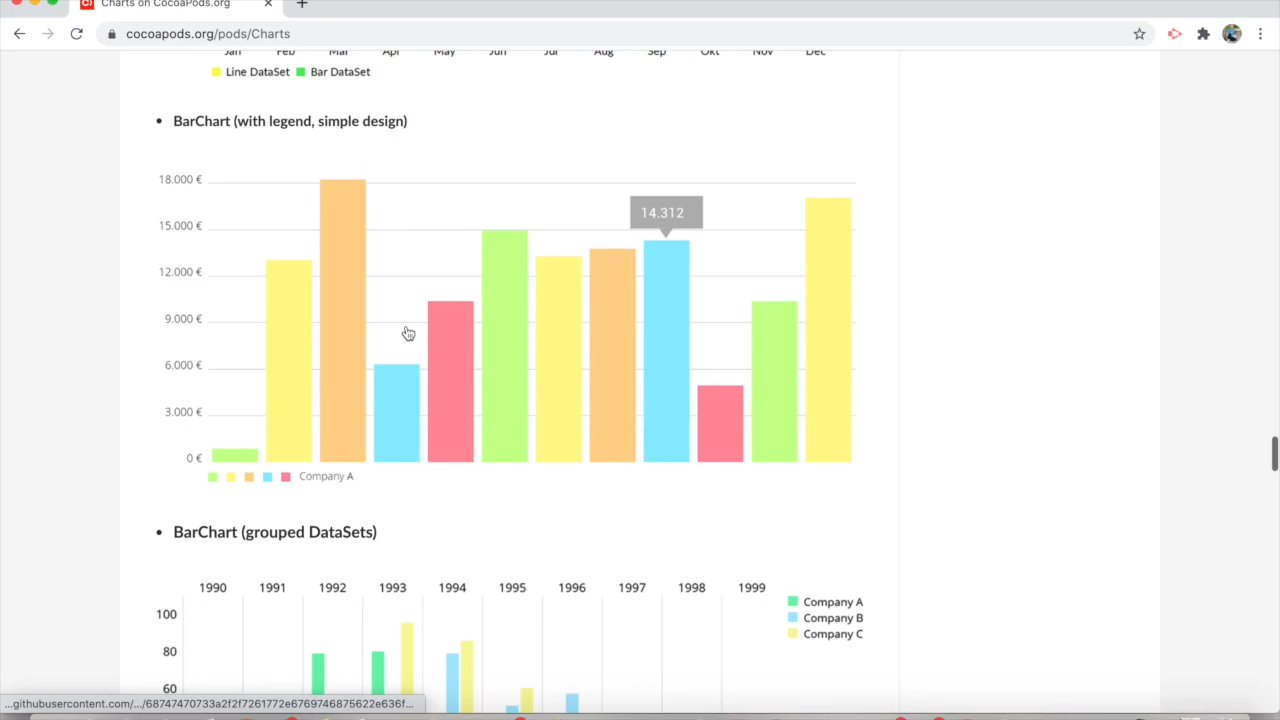 Charts on CocoaPods.org
cocoapods.org/pods/Charts
Jan Feb Mar Apr May Jun Jul Aug Sep Okt Nov Dec
Line DataSet Bar DataSet
• BarChart (with legend, simple design)
18.000 €
15.000 €
14.312
12.000 €
9.000 €
6.000 €
3.000 €
0 €
Company A
• BarChart (grouped DataSets)
1990 1991 1992 1993 1994 1995 1996 1997 1998 1999
Company A
Company B
Company C
100
80
60
...githubusercontent.com/.../68747470733a2f2f7261772e6769746875622e636f...